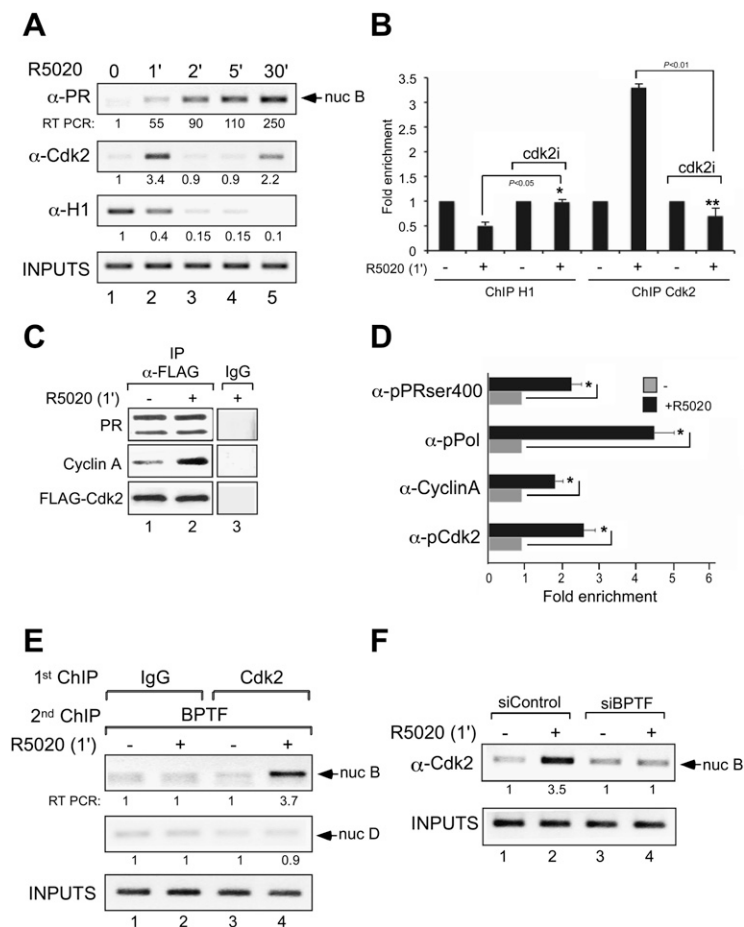 A
R5020 0 1' 2' 5' 30'
α-PR nuc B
RT PCR: 1 55 90 110 250
α-Cdk2
1 3.4 0.9 0.9 2.2
α-H1
1 0.4 0.15 0.15 0.1
INPUTS
1 2 3 4 5
B
Fold enrichment
3.5
3
2.5
2
1.5
1
0.5
0
P<0.01
cdk2i
P<0.05
*
cdk2i
**
R5020 (1') - + - + - + - +
ChIP H1 ChIP Cdk2
C
IP
α-FLAG IgG
R5020 (1') - + +
PR
Cyclin A
FLAG-Cdk2
1 2 3
D
-
+R5020
α-pPRser400 *
α-pPol *
α-CyclinA *
α-pCdk2 *
0 1 2 3 4 5 6
Fold enrichment
E
1st ChIP IgG Cdk2
2nd ChIP BPTF
R5020 (1') - + - +
nuc B
RT PCR: 1 1 1 3.7
nuc D
1 1 1 0.9
INPUTS
1 2 3 4
F
siControl siBPTF
R5020 (1') - + - +
α-Cdk2 nuc B
1 3.5 1 1
INPUTS
1 2 3 4